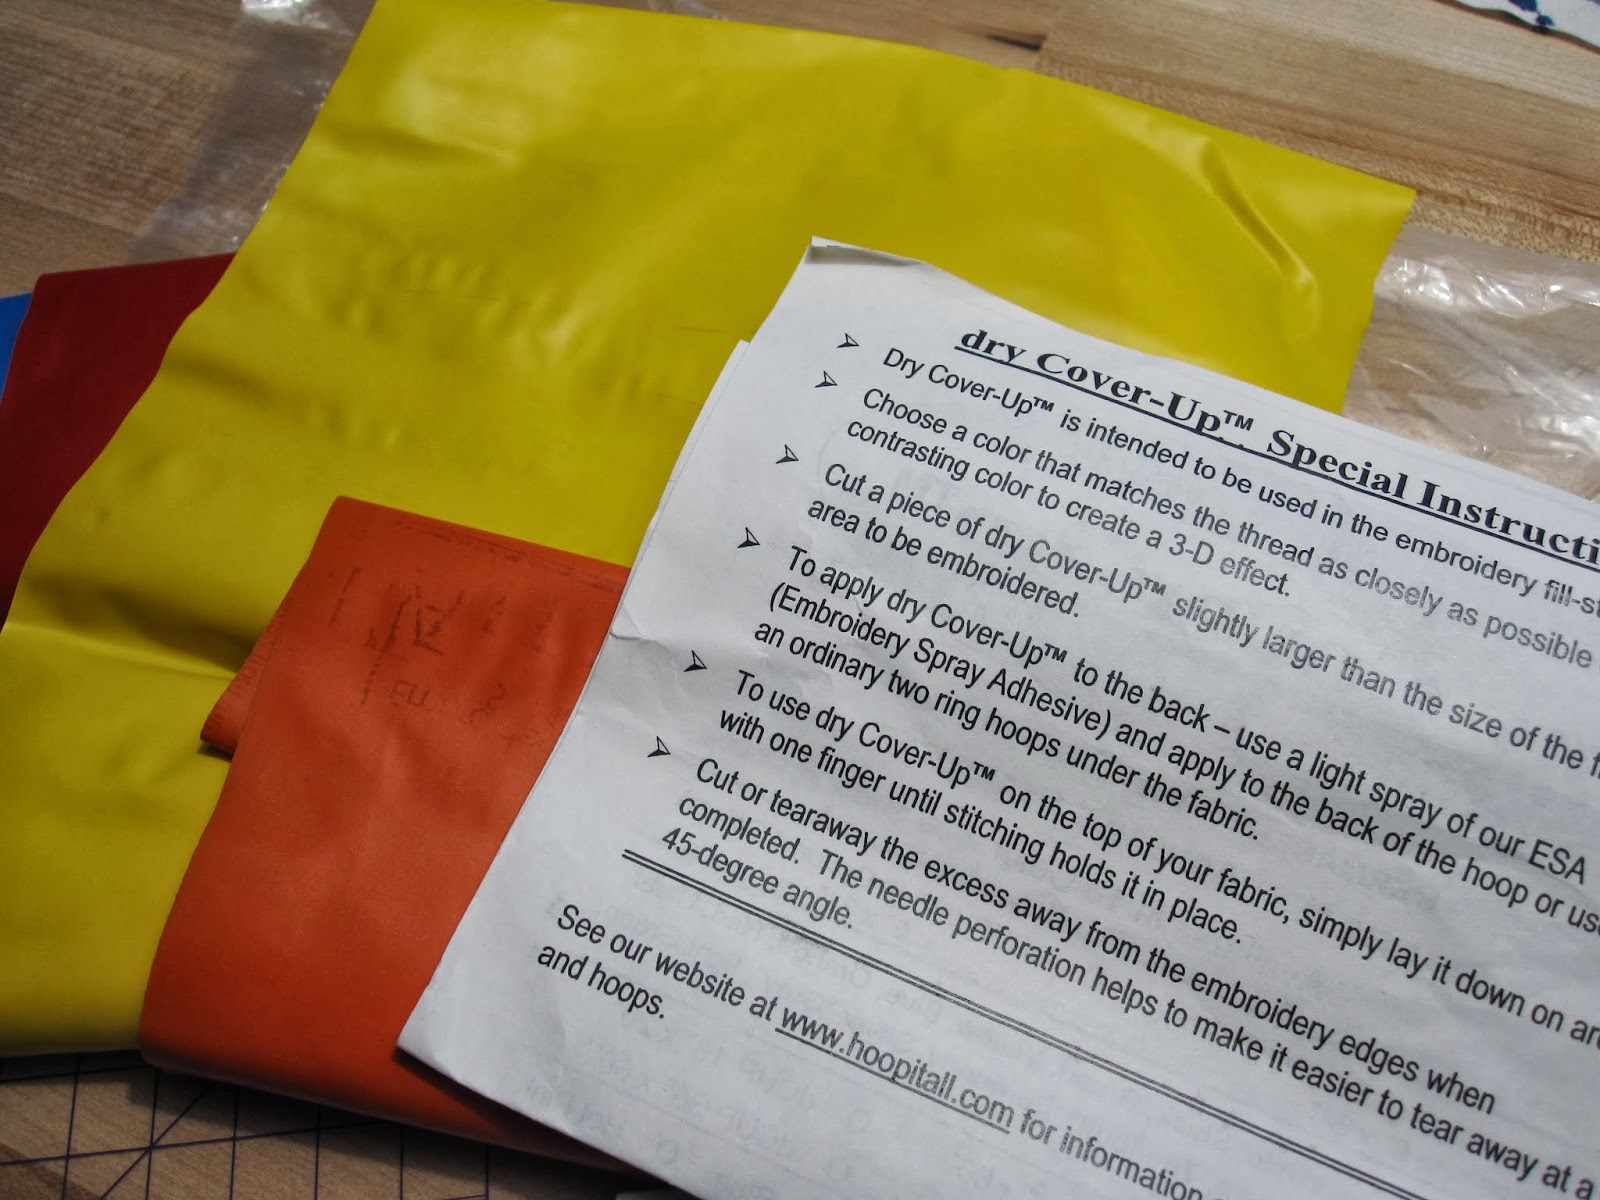 dry Cover-Up™ Special Instructi
➢ Dry Cover-Up™ is intended to be used in the embroidery fill-st
➢ Choose a color that matches the thread as closely as possible
contrasting color to create a 3-D effect.
➢ Cut a piece of dry Cover-Up™ slightly larger than the size of the f
area to be embroidered.
➢ To apply dry Cover-Up™ to the back – use a light spray of our ESA
(Embroidery Spray Adhesive) and apply to the back of the hoop or use
an ordinary two ring hoops under the fabric.
➢ To use dry Cover-Up™ on the top of your fabric, simply lay it down on are
with one finger until stitching holds it in place.
➢ Cut or tearaway the excess away from the embroidery edges when
completed. The needle perforation helps to make it easier to tear away at a
45-degree angle.
See our website at www.hoopitall.com for information
and hoops.